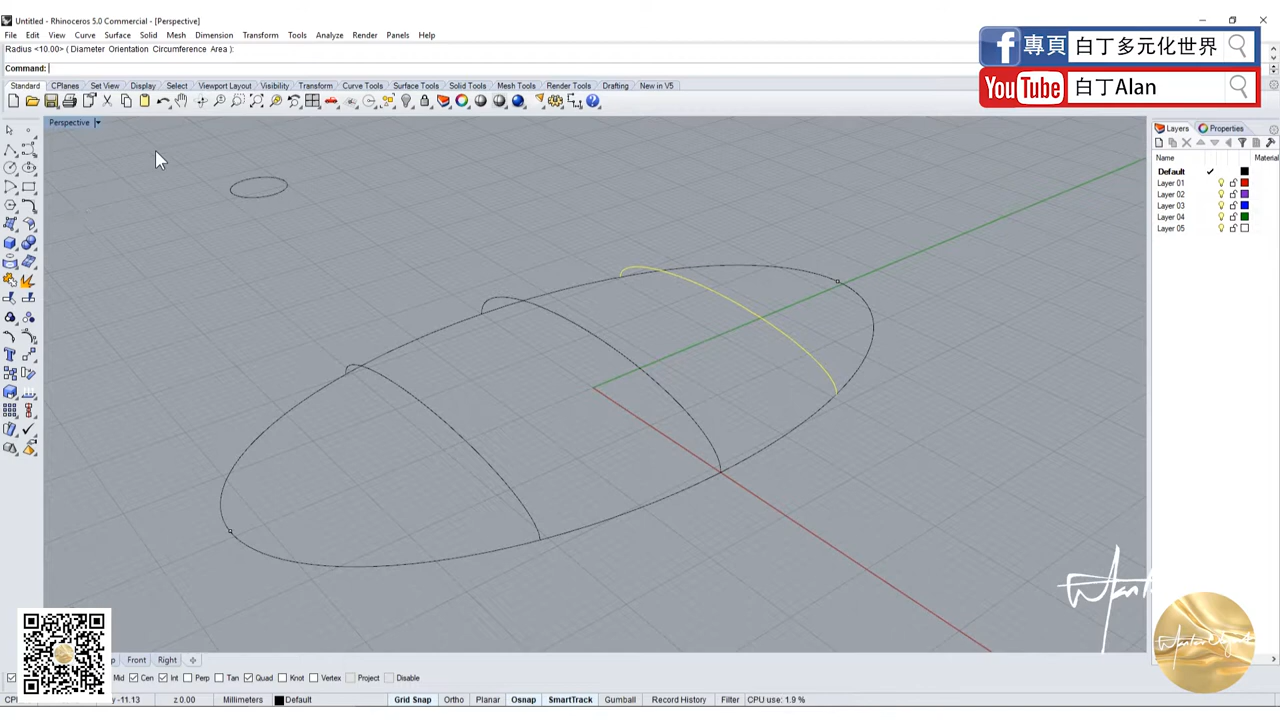 Untitled - Rhinoceros 5.0 Commercial - [Perspective]
File Edit View Curve Surface Solid Mesh Dimension Transform Tools Analyze Render Panels Help
Radius <10.00> ( Diameter Orientation Circumference Area ):
Command:
Standard CPlanes Set View Display Select Viewport Layout Visibility Transform Curve Tools Surface Tools Solid Tools Mesh Tools Render Tools Drafting New in V5
f 專頁 白丁多元化世界
YouTube 白丁Alan
Perspective
Layers Properties
Name Material
Default
Layer 01
Layer 02
Layer 03
Layer 04
Layer 05
Front Right
Mid Cen Int Perp Tan Quad Knot Vertex Project Disable
-11.13 z 0.00 Millimeters Default Grid Snap Ortho Planar Osnap SmartTrack Gumball Record History Filter CPU use: 1.9 %